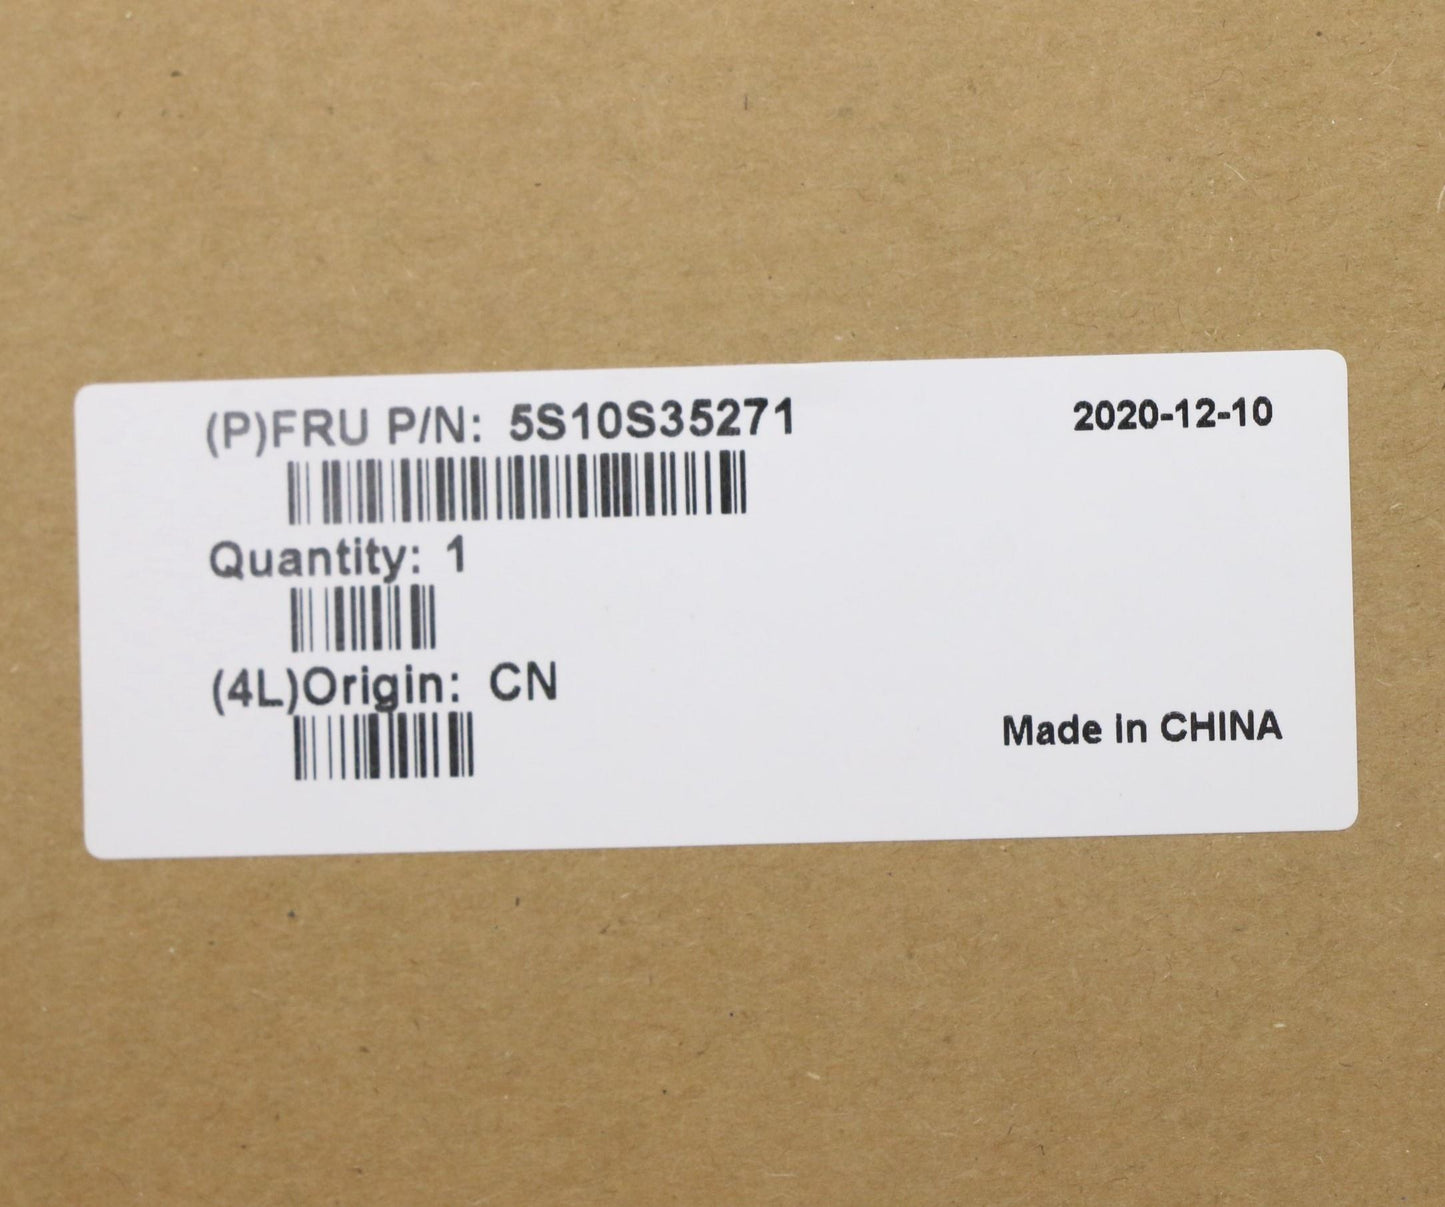 (P)FRU P/N: 5S10S35271
2020-12-10
Quantity: 1
(4L)Origin: CN
Made in CHINA